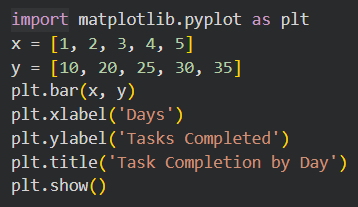 import matplotlib.pyplot as plt
x = [1, 2, 3, 4, 5]
y = [10, 20, 25, 30, 35]
plt.bar(x, y)
plt.xlabel('Days')
plt.ylabel('Tasks Completed')
plt.title('Task Completion by Day')
plt.show()